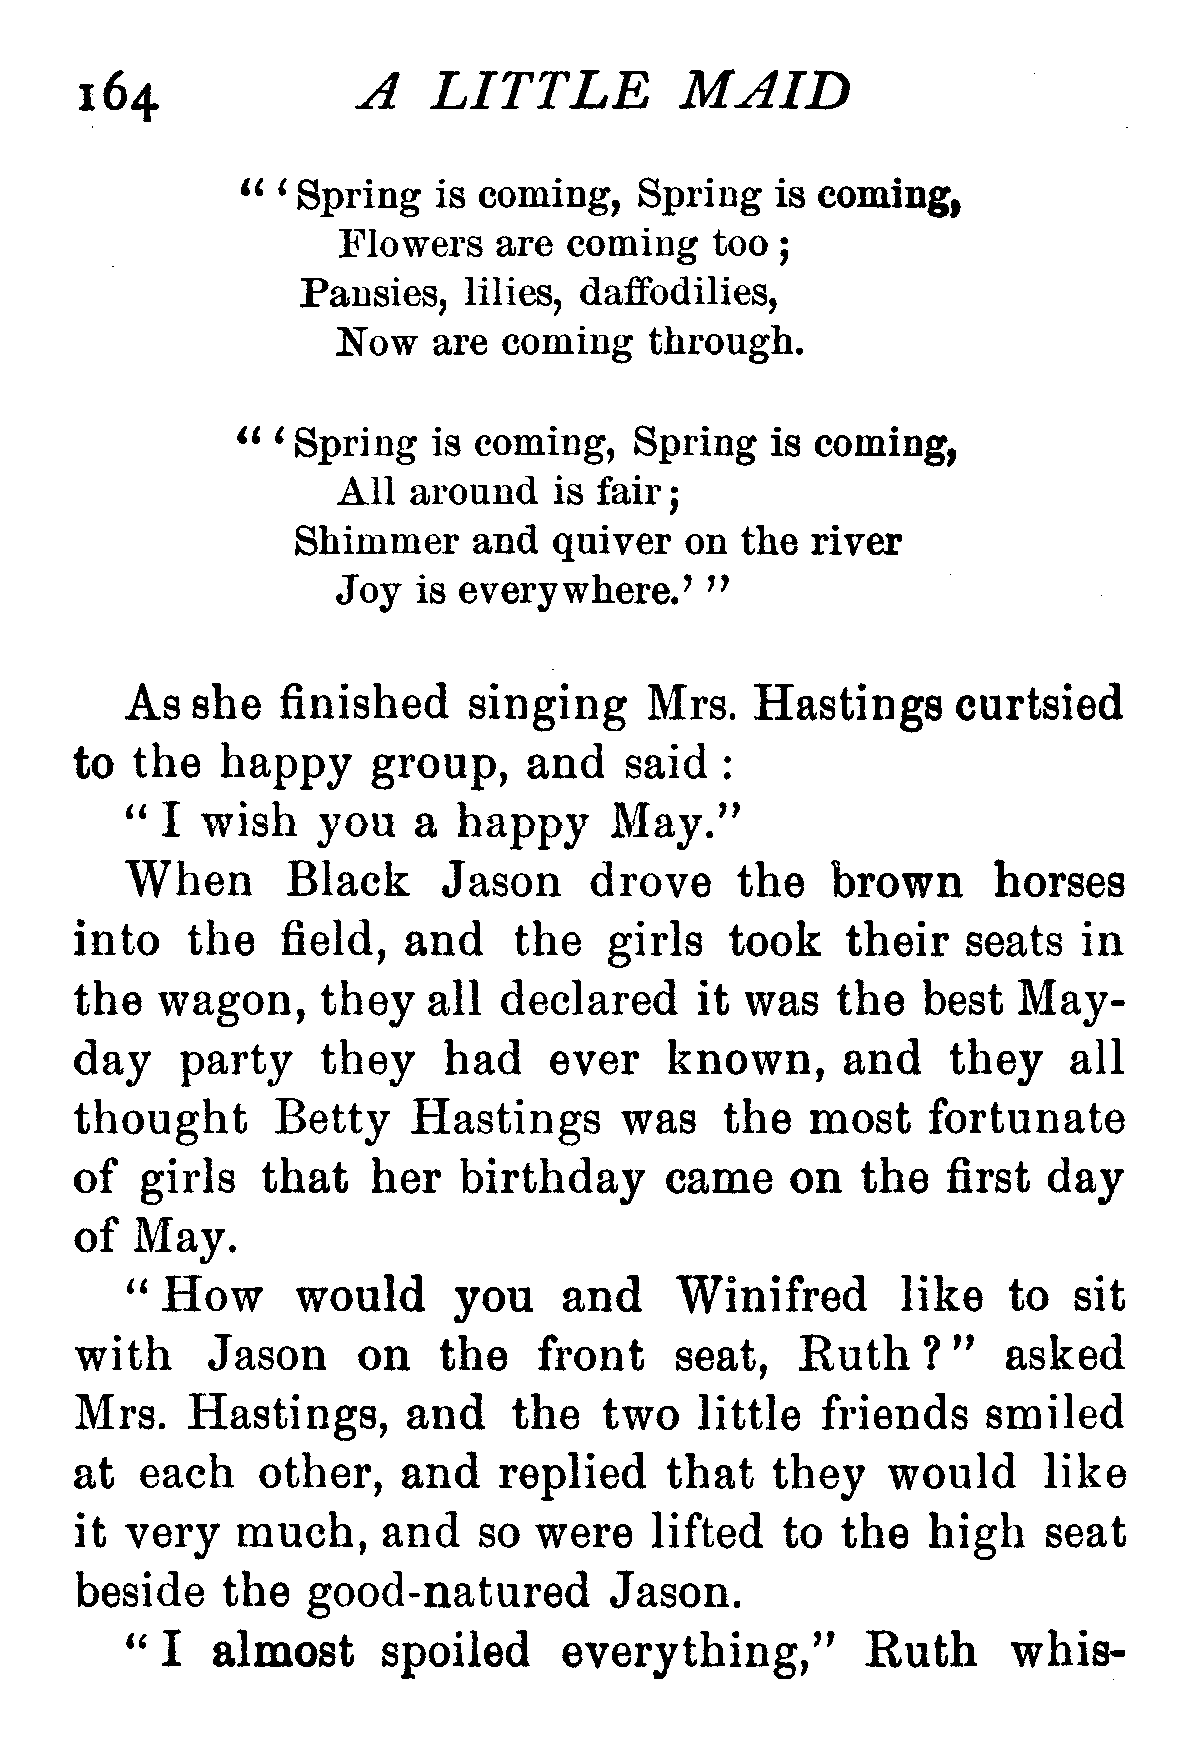 164 A LITTLE MAID
“ ‘Spring is coming, Spring is coming,
Flowers are coming too;
Pansies, lilies, daffodilies,
Now are coming through.
“ ‘Spring is coming, Spring is coming,
All around is fair;
Shimmer and quiver on the river
Joy is everywhere.’ ”
As she finished singing Mrs. Hastings curtsied
to the happy group, and said :
“ I wish you a happy May.”
When Black Jason drove the brown horses
into the field, and the girls took their seats in
the wagon, they all declared it was the best May-
day party they had ever known, and they all
thought Betty Hastings was the most fortunate
of girls that her birthday came on the first day
of May.
“ How would you and Winifred like to sit
with Jason on the front seat, Ruth ? ” asked
Mrs. Hastings, and the two little friends smiled
at each other, and replied that they would like
it very much, and so were lifted to the high seat
beside the good-natured Jason.
“ I almost spoiled everything,” Ruth whis-